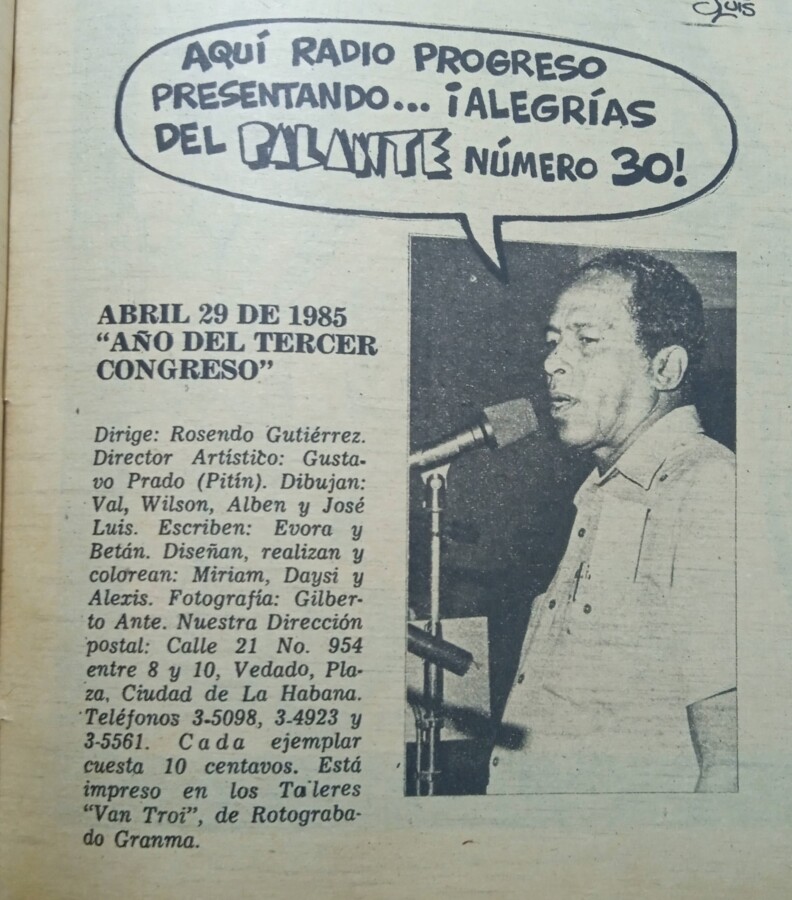 Luis
AQUÍ RADIO PROGRESO
PRESENTANDO... ¡ALEGRÍAS
DEL PALANTE NÚMERO 30!
ABRIL 29 DE 1985
“AÑO DEL TERCER
CONGRESO”
Dirige: Rosendo Gutiérrez.
Director Artístico: Gusta-
vo Prado (Pitín). Dibujan:
Val, Wilson, Alben y José
Luis. Escriben: Evora y
Betán. Diseñan, realizan y
colorean: Miriam, Daysi y
Alexis. Fotografía: Gilber-
to Ante. Nuestra Dirección
postal: Calle 21 No. 954
entre 8 y 10, Vedado, Pla-
za, Ciudad de La Habana.
Teléfonos 3-5098, 3-4923 y
3-5561. Cada ejemplar
cuesta 10 centavos. Está
impreso en los Talleres
“Van Troi”, de Rotograba-
do Granma.